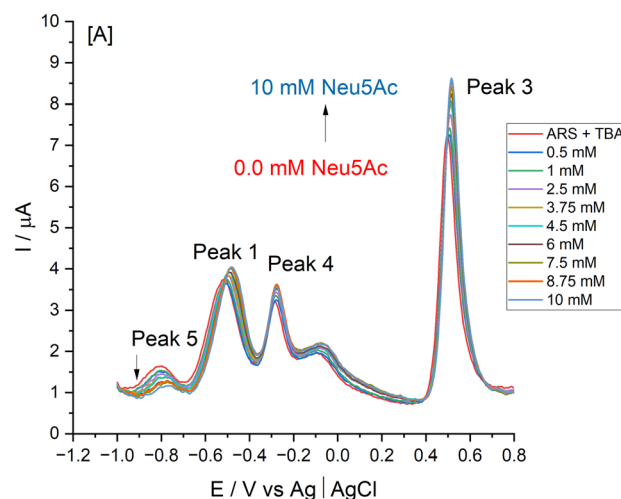 [A]
10 mM Neu5Ac
0.0 mM Neu5Ac
Peak 3
Peak 1
Peak 4
Peak 5
ARS + TBA
0.5 mM
1 mM
2.5 mM
3.75 mM
4.5 mM
6 mM
7.5 mM
8.75 mM
10 mM
10
9
8
7
6
5
4
3
2
1
0
I / μA
−1.2 −1.0 −0.8 −0.6 −0.4 −0.2 0.0 0.2 0.4 0.6 0.8
E / V vs Ag | AgCl